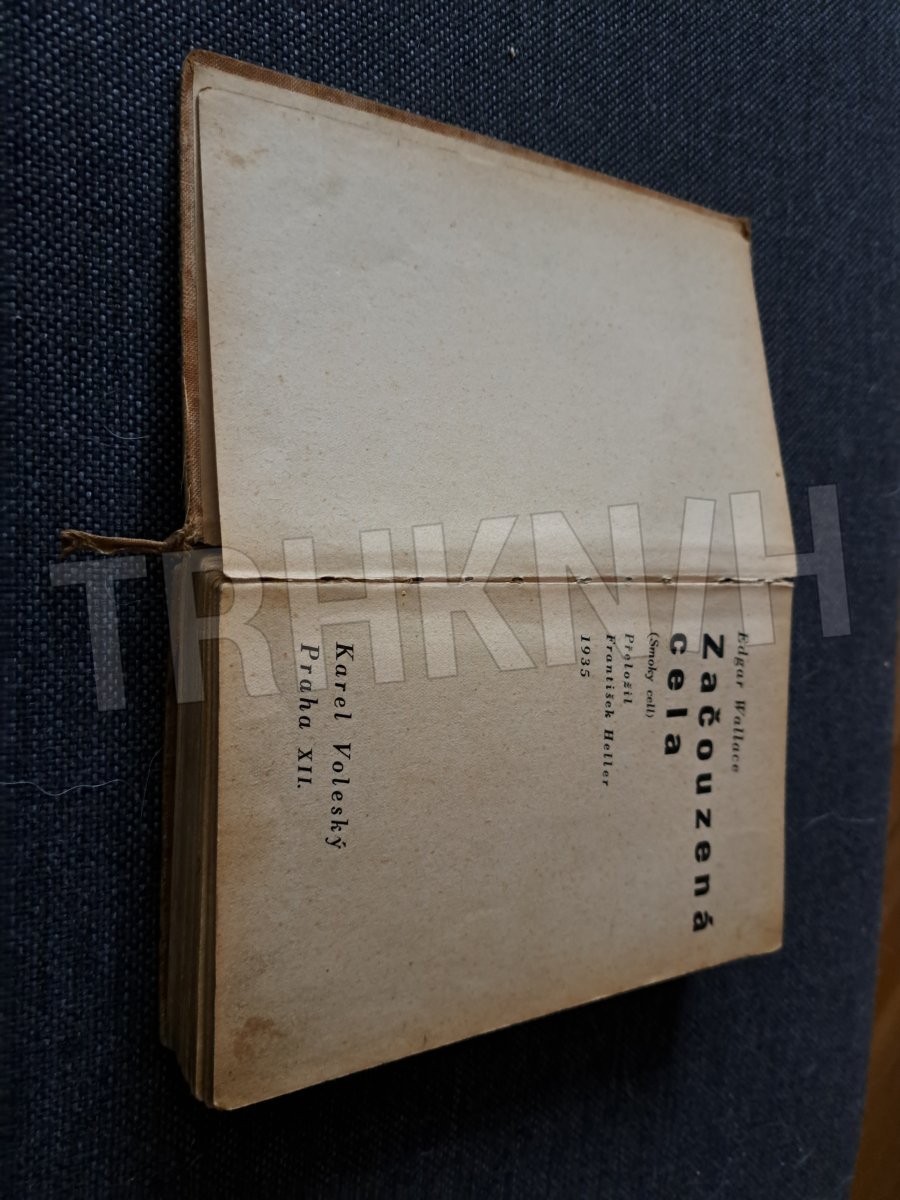 Edgar Wallace
Začouzená
cela
(Smoky cell)
Přeložil
František Heller
1935
Karel Voleský
Praha XII.
TRHKNIH